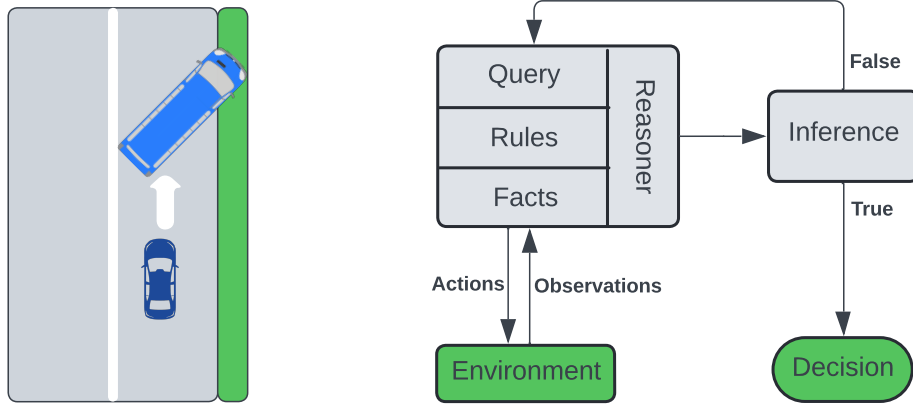 Query
Rules
Facts
Reasoner
Inference
False
True
Actions
Observations
Environment
Decision